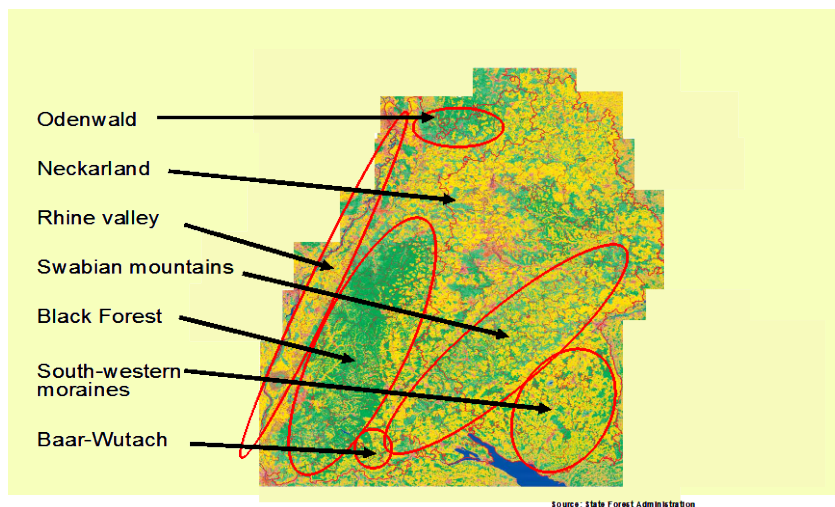 Odenwald
Neckarland
Rhine valley
Swabian mountains
Black Forest
South-western
moraines
Baar-Wutach
Source: State Forest Administration